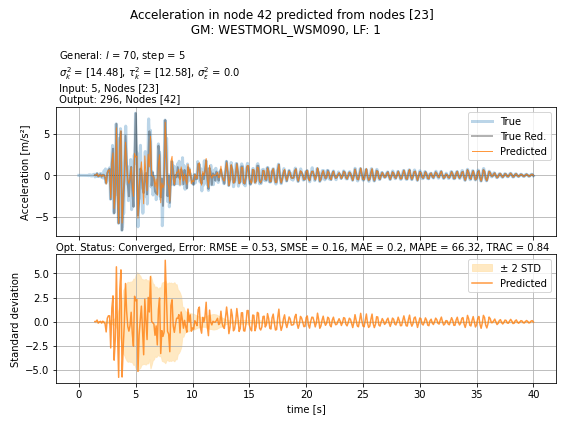 Acceleration in node 42 predicted from nodes [23]
GM: WESTMORL_WSM090, LF: 1
General: l = 70, step = 5
σ²ₖ = [14.48], τ²ₖ = [12.58], σ²ε = 0.0
Input: 5, Nodes [23]
Output: 296, Nodes [42]
Acceleration [m/s²]
5
0
−5
True
True Red.
Predicted
Opt. Status: Converged, Error: RMSE = 0.53, SMSE = 0.16, MAE = 0.2, MAPE = 66.32, TRAC = 0.84
Standard deviation
5.0
2.5
0.0
−2.5
−5.0
± 2 STD
Predicted
0 5 10 15 20 25 30 35 40
time [s]